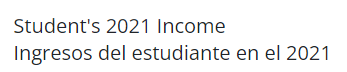 Student's 2021 Income
Ingresos del estudiante en el 2021